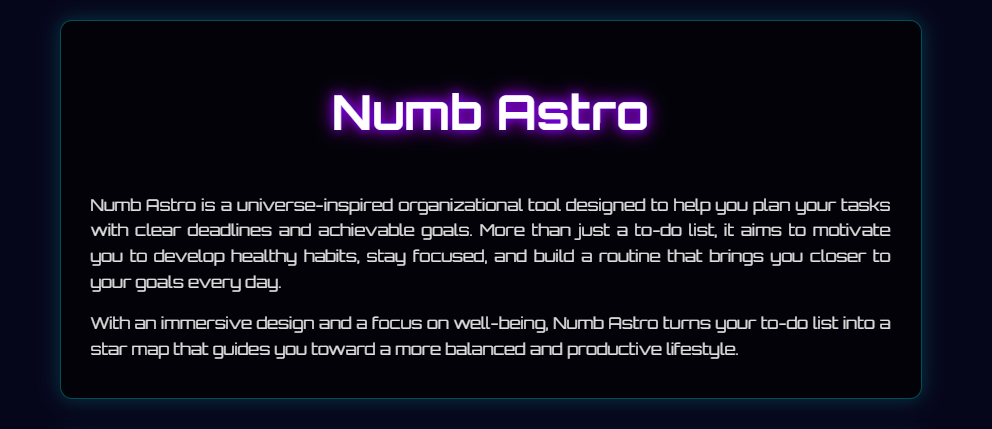 Numb Astro
Numb Astro is a universe-inspired organizational tool designed to help you plan your tasks
with clear deadlines and achievable goals. More than just a to-do list, it aims to motivate
you to develop healthy habits, stay focused, and build a routine that brings you closer to
your goals every day.
With an immersive design and a focus on well-being, Numb Astro turns your to-do list into a
star map that guides you toward a more balanced and productive lifestyle.